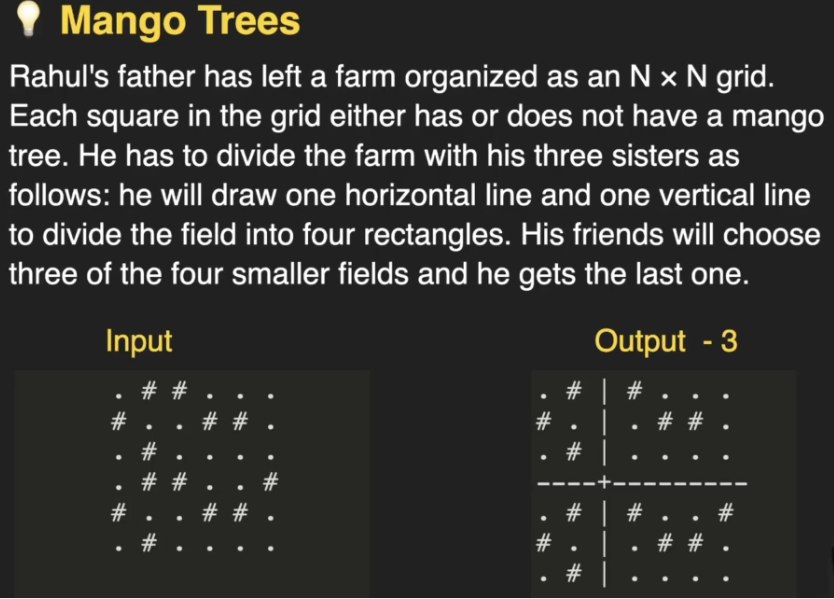 Mango Trees
Rahul's father has left a farm organized as an N × N grid.
Each square in the grid either has or does not have a mango
tree. He has to divide the farm with his three sisters as
follows: he will draw one horizontal line and one vertical line
to divide the field into four rectangles. His friends will choose
three of the four smaller fields and he gets the last one.
Input
. # # . . .
# . . # # .
. # . . . .
. # # . . #
# . . # # .
. # . . . .
Output - 3
. # | # . . .
# . | . # # .
. # | . . . .
----+---------
. # | # . . #
# . | . # # .
. # | . . . .